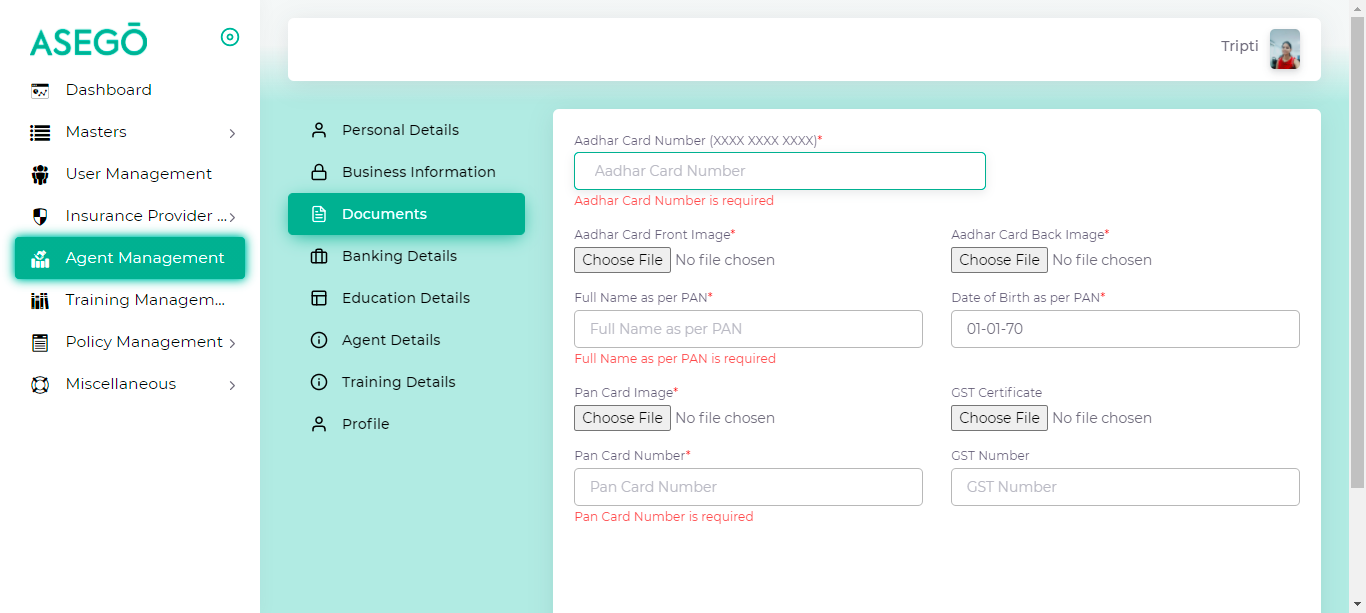 ASEGŌ
Tripti
Dashboard
Masters
User Management
Insurance Provider ...
Agent Management
Training Managem...
Policy Management
Miscellaneous
Personal Details
Business Information
Documents
Banking Details
Education Details
Agent Details
Training Details
Profile
Aadhar Card Number (XXXX XXXX XXXX)*
Aadhar Card Number
Aadhar Card Number is required
Aadhar Card Front Image*
Choose File No file chosen
Aadhar Card Back Image*
Choose File No file chosen
Full Name as per PAN*
Full Name as per PAN
Full Name as per PAN is required
Date of Birth as per PAN*
01-01-70
Pan Card Image*
Choose File No file chosen
GST Certificate
Choose File No file chosen
Pan Card Number*
Pan Card Number
Pan Card Number is required
GST Number
GST Number